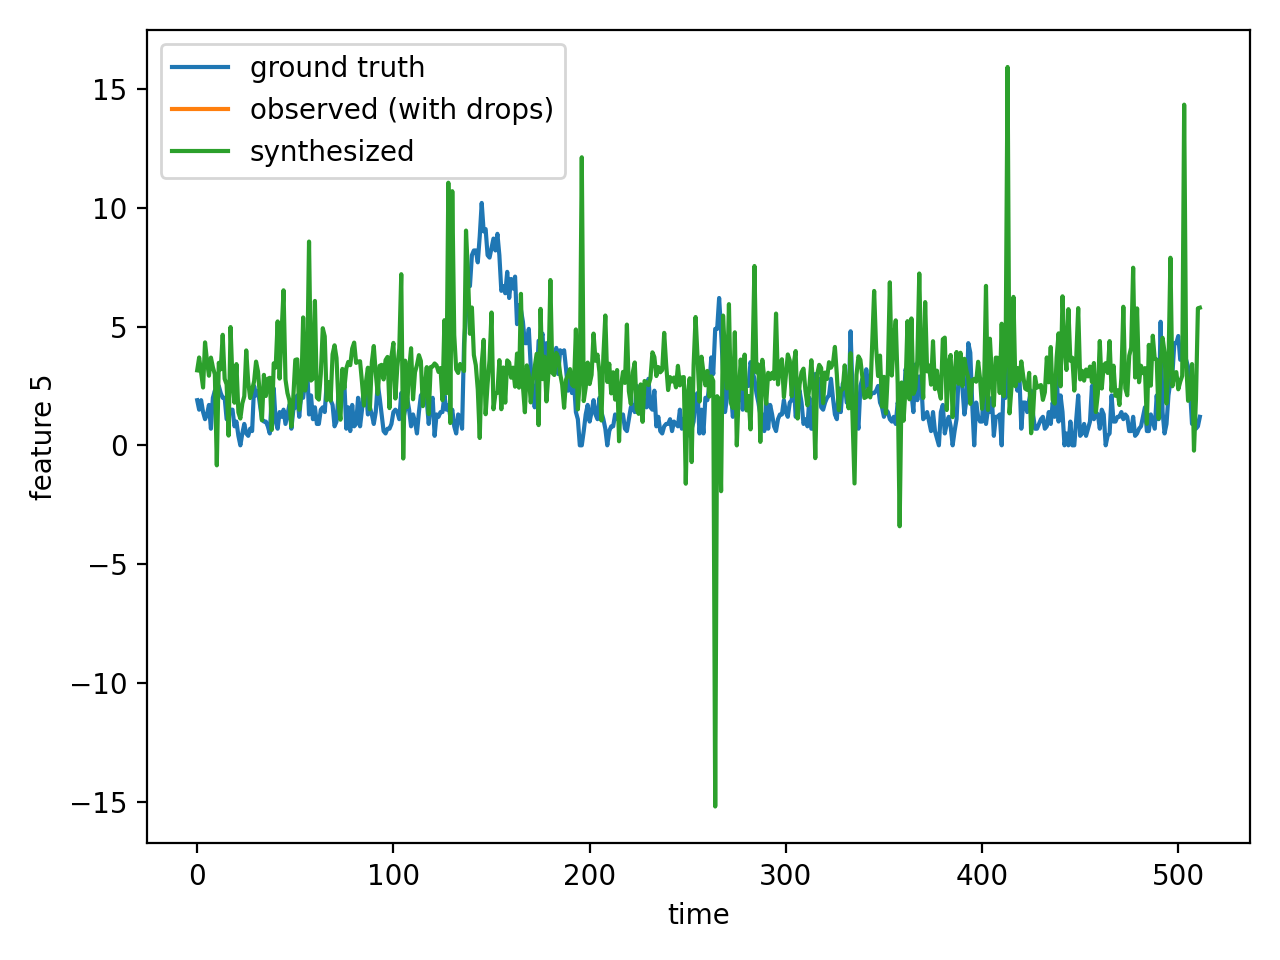 ground truth
observed (with drops)
synthesized
15
10
5
0
−5
−10
−15
feature 5
0 100 200 300 400 500
time